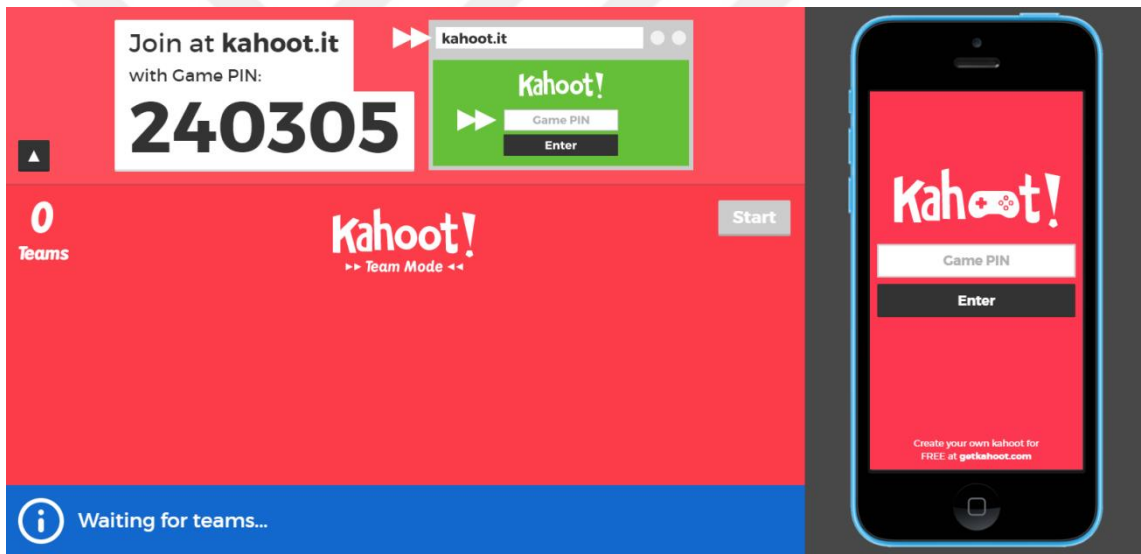 Join at kahoot.it
with Game PIN:
240305
kahoot.it
Kahoot!
Game PIN
Enter
0
Teams
Kahoot!
Team Mode
Start
Waiting for teams...
Kahoot!
Game PIN
Enter
Create your own kahoot for
FREE at getkahoot.com